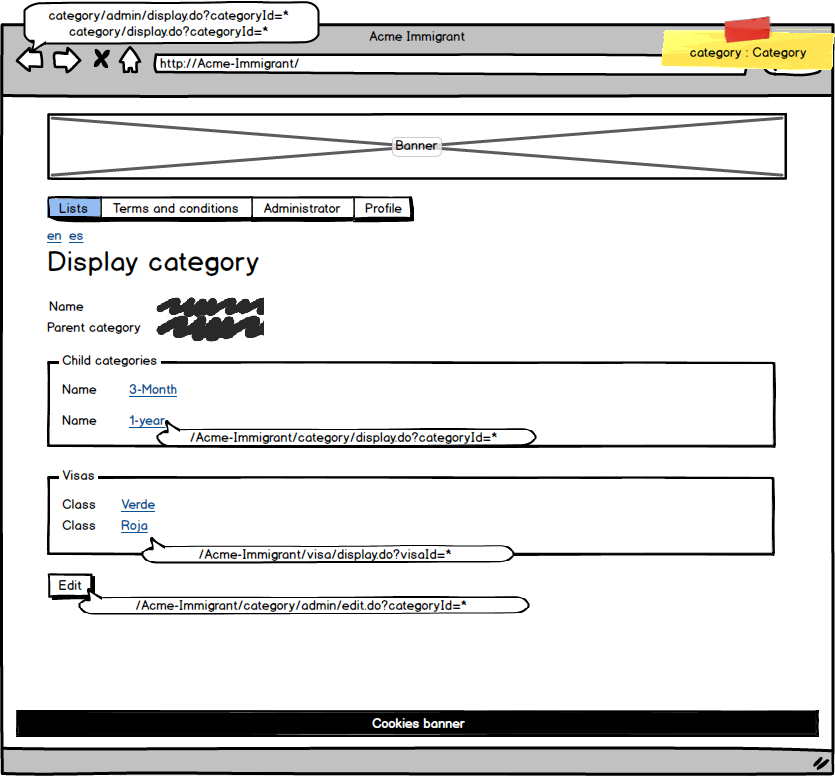 category/admin/display.do?categoryId=*
category/display.do?categoryId=*
Acme Immigrant
category : Category
http://Acme-Immigrant/
Banner
Lists Terms and conditions Administrator Profile
en es
Display category
Name
Parent category
Child categories
Name 3-Month
Name 1-year
/Acme-Immigrant/category/display.do?categoryId=*
Visas
Class Verde
Class Roja
/Acme-Immigrant/visa/display.do?visaId=*
Edit
/Acme-Immigrant/category/admin/edit.do?categoryId=*
Cookies banner